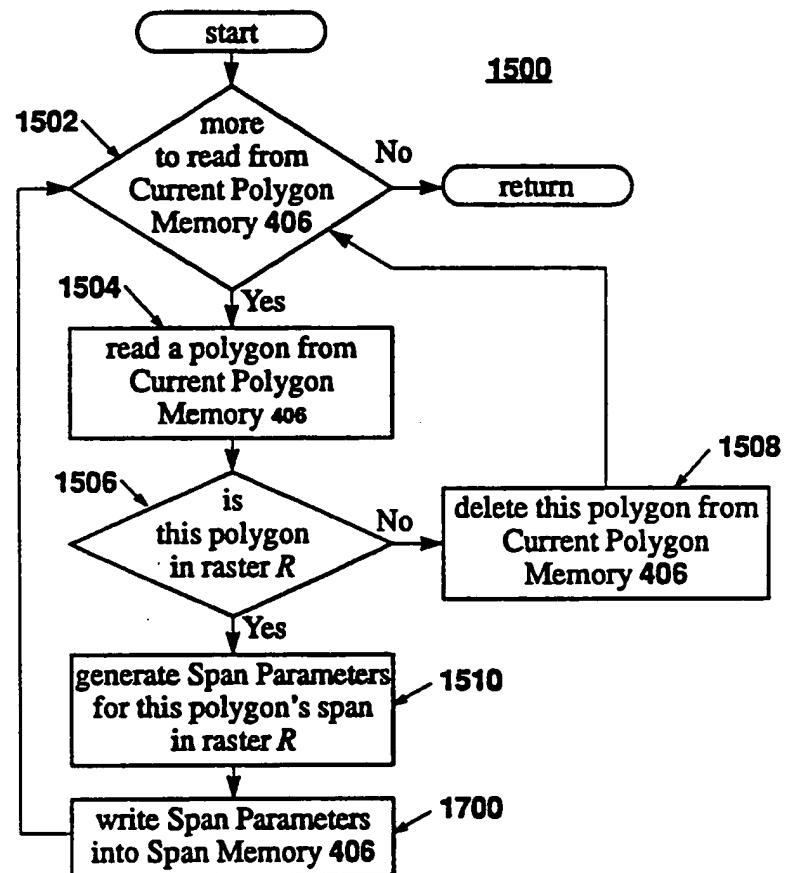 start
1500
1502
more
to read from
Current Polygon
Memory 406
No
return
Yes
1504
read a polygon from
Current Polygon
Memory 406
1506
is
this polygon
in raster R
No
1508
delete this polygon from
Current Polygon
Memory 406
Yes
generate Span Parameters
for this polygon's span
in raster R
1510
write Span Parameters
into Span Memory 406
1700